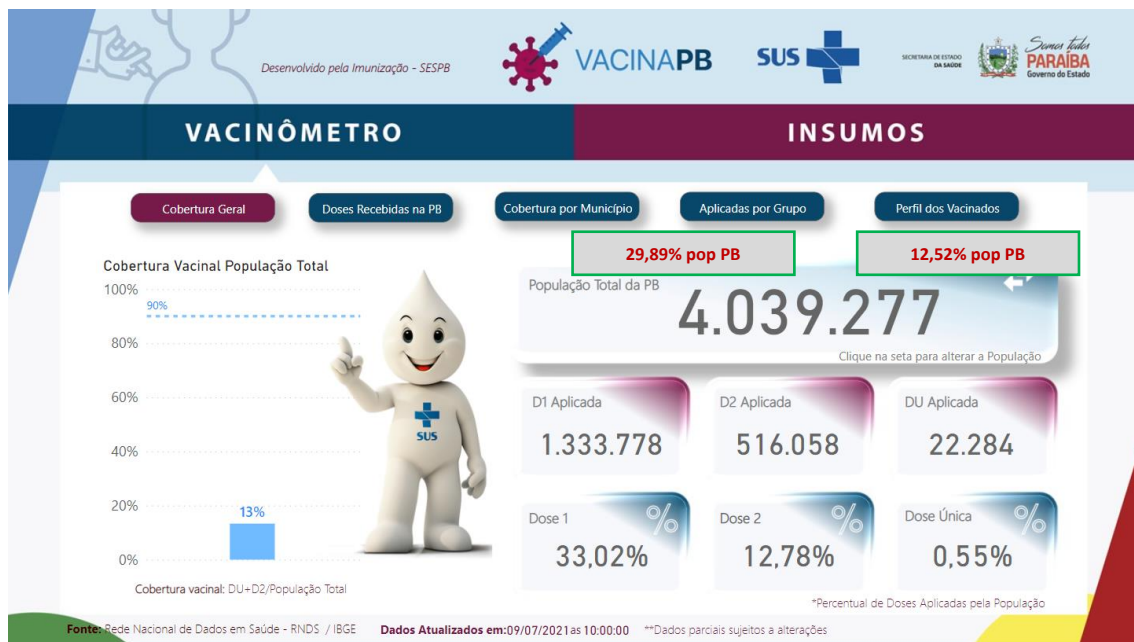 Desenvolvido pela Imunização - SESPB
VACINAPB
SUS
SECRETARIA DE ESTADO
DA SAÚDE
Somos todos
PARAÍBA
Governo do Estado
VACINÔMETRO
INSUMOS
Cobertura Geral
Doses Recebidas na PB
Cobertura por Município
Aplicadas por Grupo
Perfil dos Vacinados
29,89% pop PB
12,52% pop PB
Cobertura Vacinal População Total
100%
90%
80%
60%
40%
20%
0%
13%
Cobertura vacinal: DU+D2/População Total
SUS
População Total da PB
4.039.277
Clique na seta para alterar a População
D1 Aplicada
1.333.778
D2 Aplicada
516.058
DU Aplicada
22.284
Dose 1
%
33,02%
Dose 2
%
12,78%
Dose Única
%
0,55%
*Percentual de Doses Aplicadas pela População
Fonte: Rede Nacional de Dados em Saúde - RNDS / IBGE
Dados Atualizados em:09/07/2021 as 10:00:00
**Dados parciais sujeitos a alterações